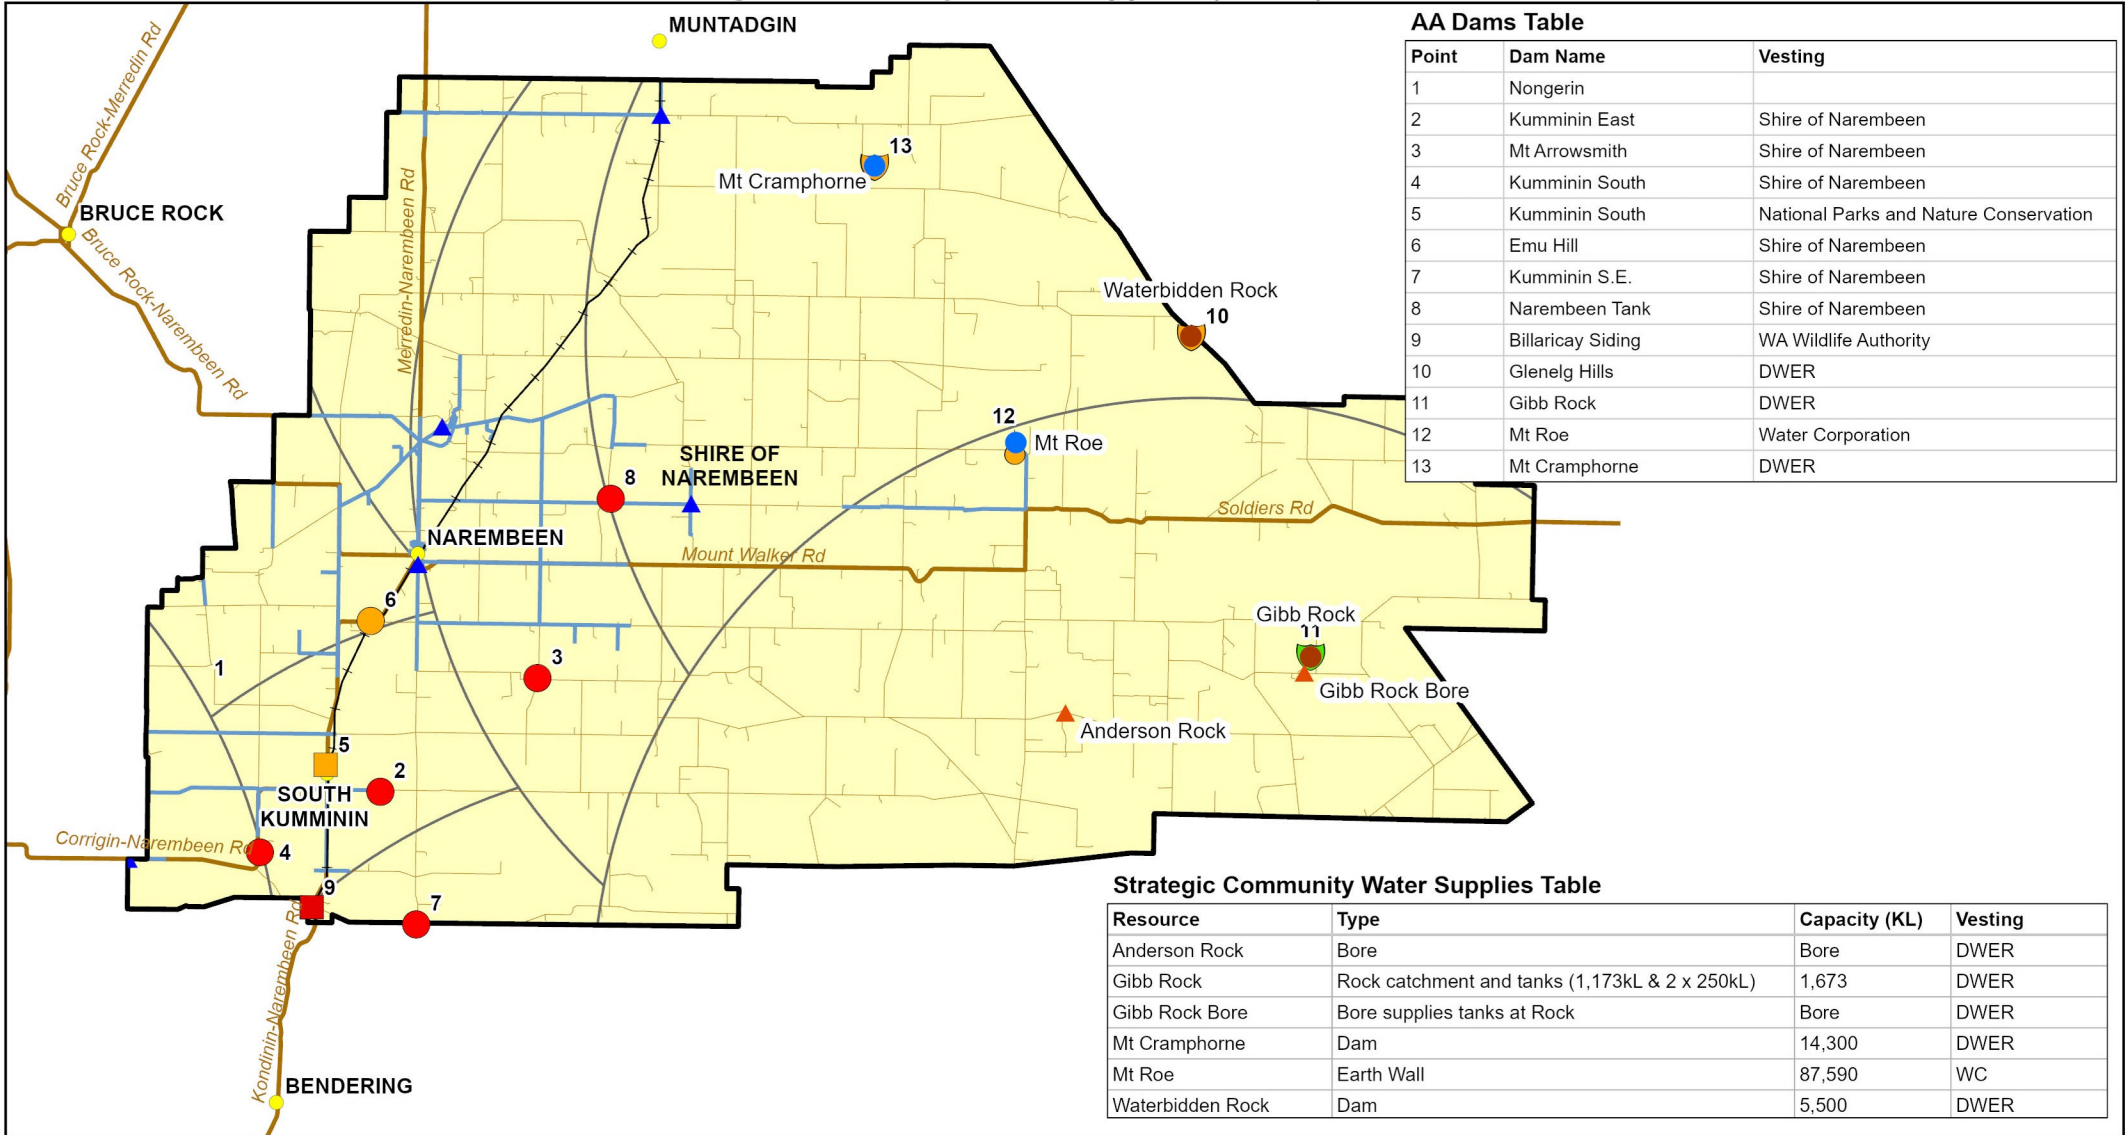 MUNTADGIN
Bruce Rock-Merredin Rd
BRUCE ROCK
Bruce Rock-Narembeen Rd
Merredin-Narembeen Rd
13
Mt Cramphorne
Waterbidden Rock
10
12
Mt Roe
SHIRE OF
NAREMBEEN
8
Soldiers Rd
NAREMBEEN
Mount Walker Rd
6
Gibb Rock
11
1
3
Gibb Rock Bore
Anderson Rock
5
2
SOUTH
KUMMININ
Corrigin-Narembeen Rd
4
9
7
Kondinin-Narembeen Rd
BENDERING
AA Dams Table
Point Dam Name Vesting
1 Nongerin
2 Kumminin East Shire of Narembeen
3 Mt Arrowsmith Shire of Narembeen
4 Kumminin South Shire of Narembeen
5 Kumminin South National Parks and Nature Conservation
6 Emu Hill Shire of Narembeen
7 Kumminin S.E. Shire of Narembeen
8 Narembeen Tank Shire of Narembeen
9 Billaricay Siding WA Wildlife Authority
10 Glenelg Hills DWER
11 Gibb Rock DWER
12 Mt Roe Water Corporation
13 Mt Cramphorne DWER
Strategic Community Water Supplies Table
Resource Type Capacity (KL) Vesting
Anderson Rock Bore Bore DWER
Gibb Rock Rock catchment and tanks (1,173kL & 2 x 250kL) 1,673 DWER
Gibb Rock Bore Bore supplies tanks at Rock Bore DWER
Mt Cramphorne Dam 14,300 DWER
Mt Roe Earth Wall 87,590 WC
Waterbidden Rock Dam 5,500 DWER